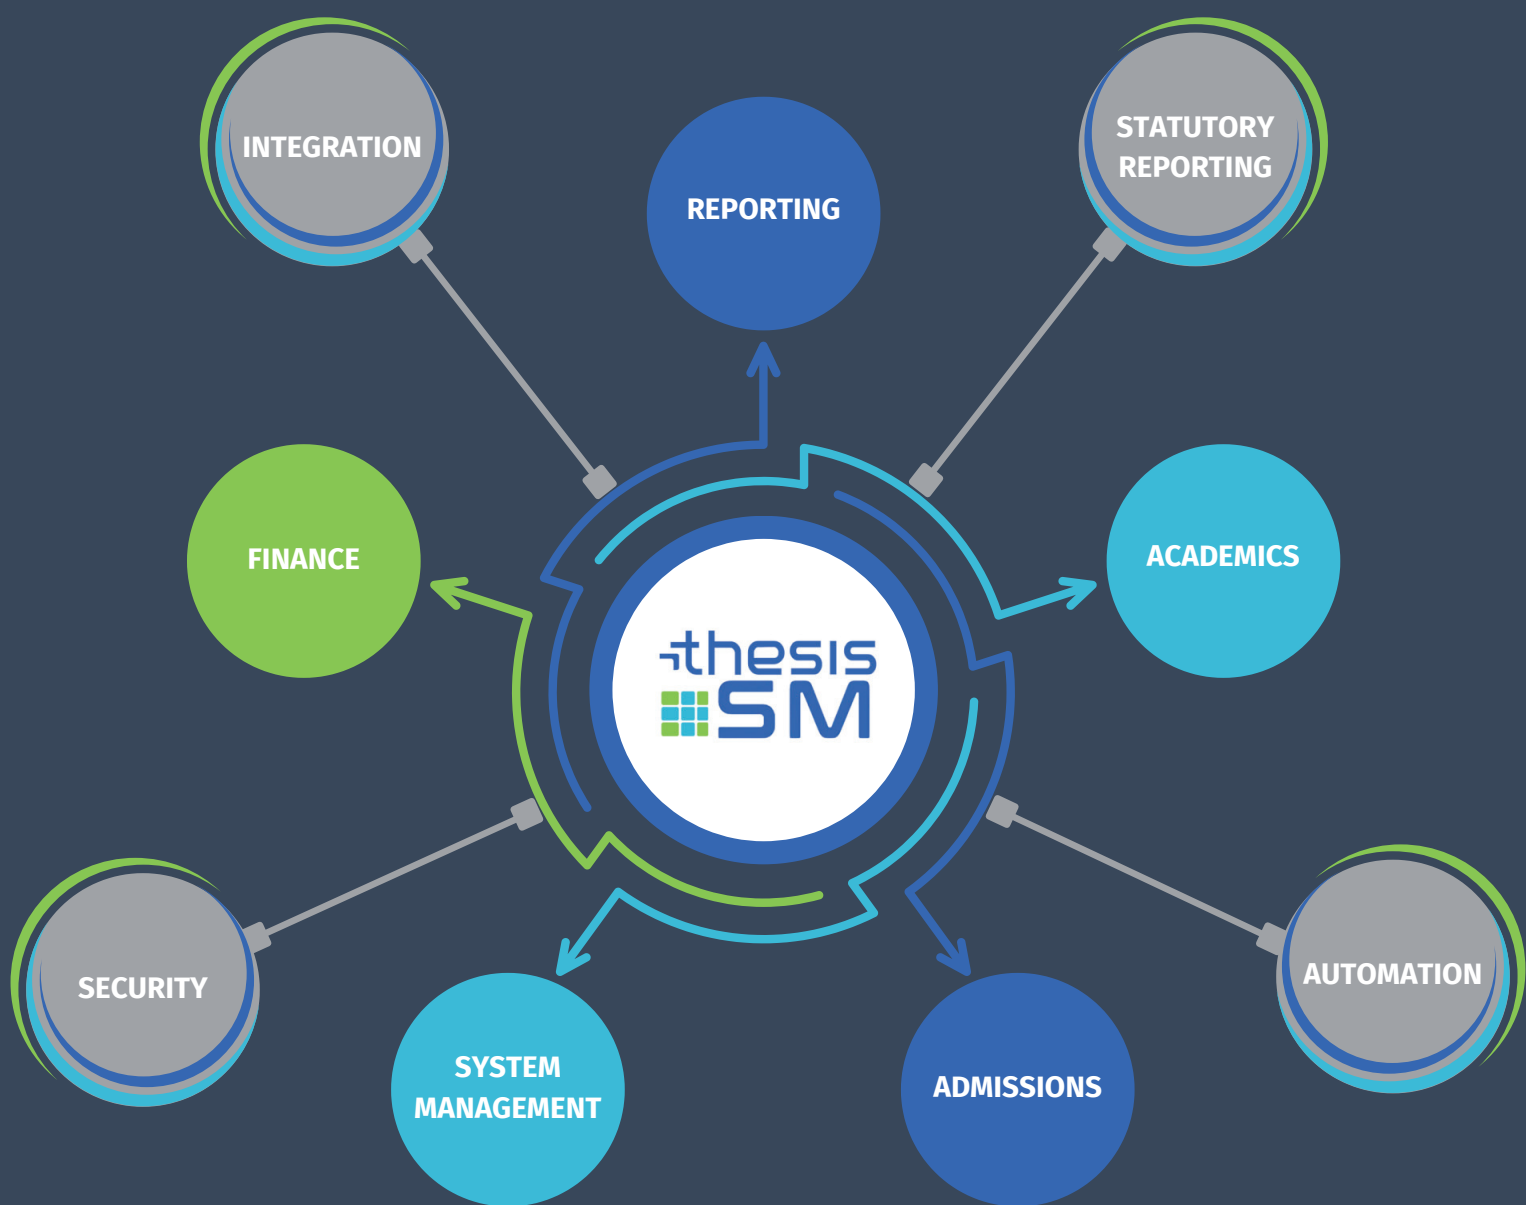 INTEGRATION
STATUTORY
REPORTING
REPORTING
FINANCE
ACADEMICS
thesis
SM
SECURITY
AUTOMATION
SYSTEM
MANAGEMENT
ADMISSIONS